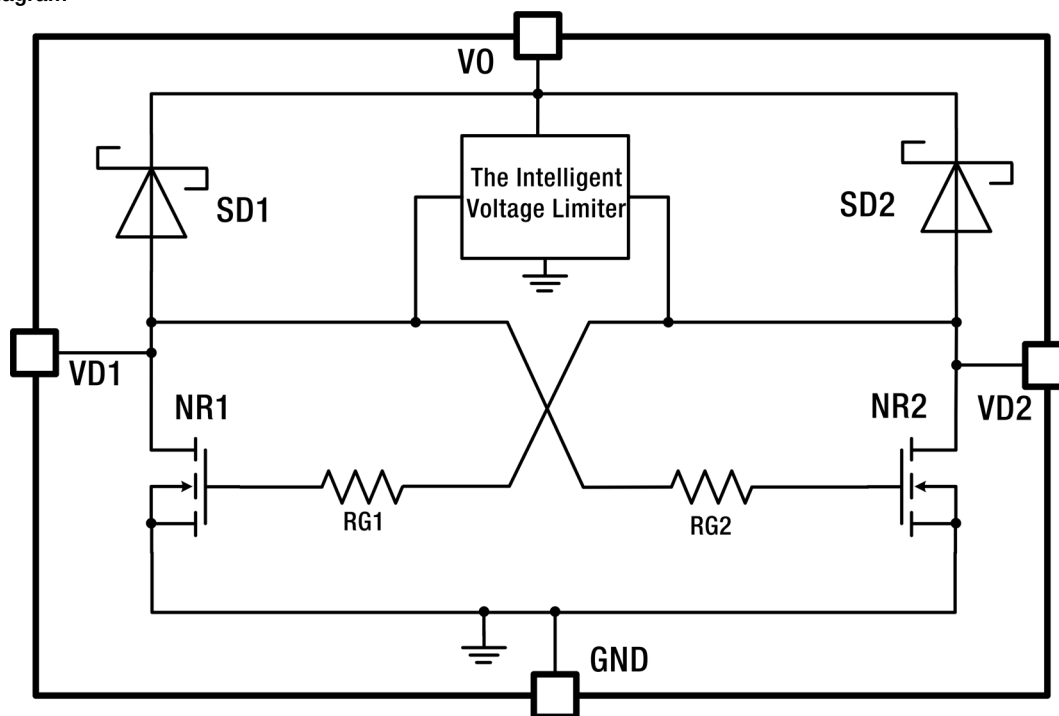 VO
The Intelligent
Voltage Limiter
SD1
SD2
VD1
VD2
NR1
NR2
RG1
RG2
GND